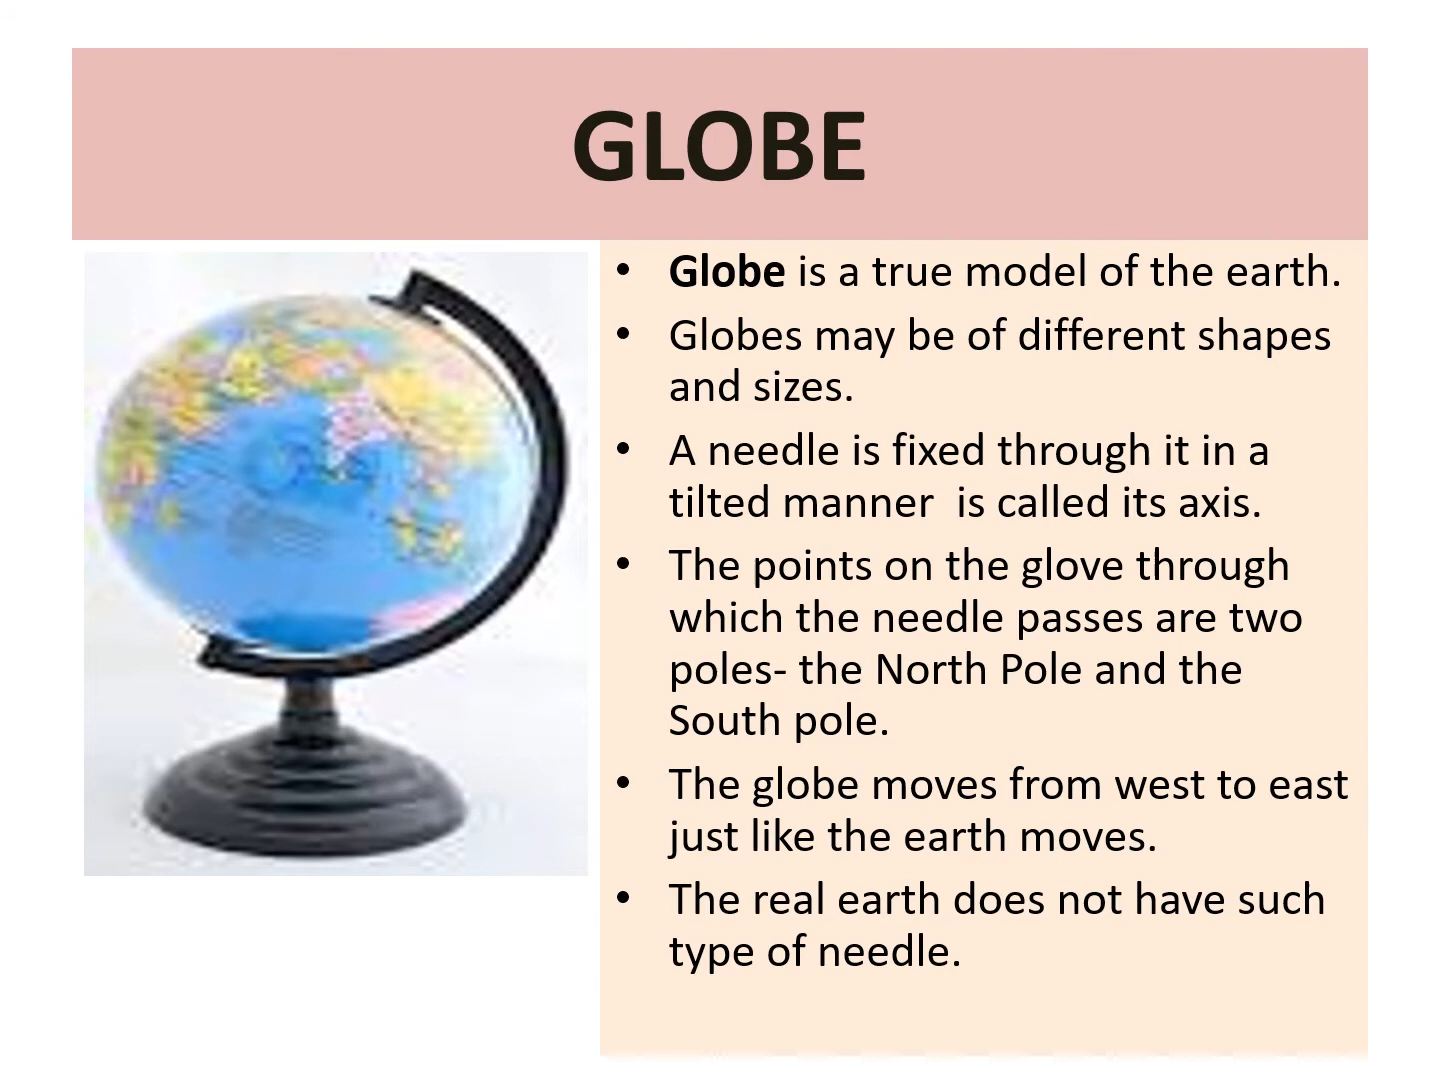 GLOBE
• Globe is a true model of the earth.
• Globes may be of different shapes
and sizes.
• A needle is fixed through it in a
tilted manner  is called its axis.
• The points on the glove through
which the needle passes are two
poles- the North Pole and the
South pole.
• The globe moves from west to east
just like the earth moves.
• The real earth does not have such
type of needle.